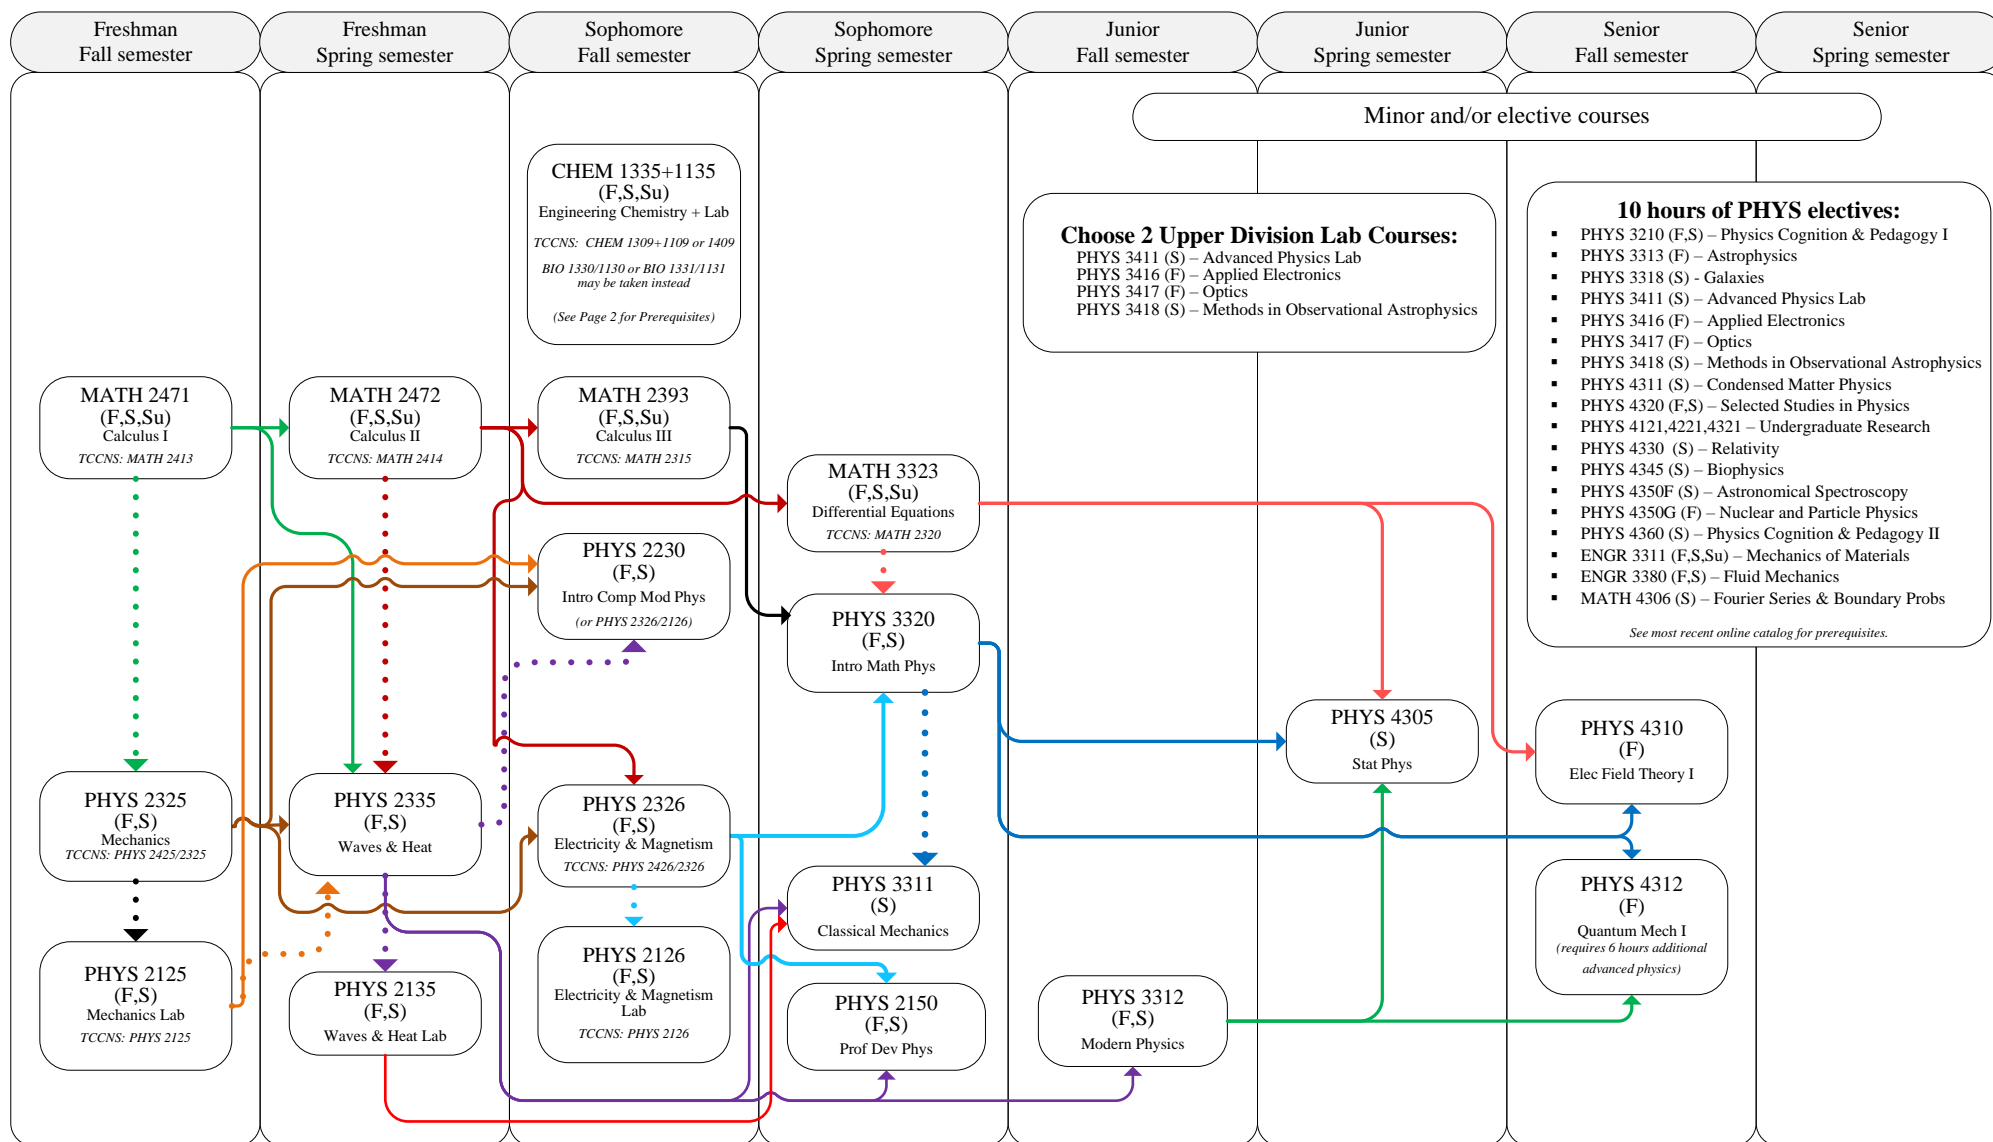 Freshman
Fall semester
Freshman
Spring semester
Sophomore
Fall semester
Sophomore
Spring semester
Junior
Fall semester
Junior
Spring semester
Senior
Fall semester
Senior
Spring semester
Minor and/or elective courses
CHEM 1335+1135
(F,S,Su)
Engineering Chemistry + Lab
TCCNS:  CHEM 1309+1109 or 1409
BIO 1330/1130 or BIO 1331/1131
may be taken instead
(See Page 2 for Prerequisites)
Choose 2 Upper Division Lab Courses:
PHYS 3411 (S) – Advanced Physics Lab
PHYS 3416 (F) – Applied Electronics
PHYS 3417 (F) – Optics
PHYS 3418 (S) – Methods in Observational Astrophysics
10 hours of PHYS electives:
▪ PHYS 3210 (F,S) – Physics Cognition & Pedagogy I
▪ PHYS 3313 (F) – Astrophysics
▪ PHYS 3318 (S) - Galaxies
▪ PHYS 3411 (S) – Advanced Physics Lab
▪ PHYS 3416 (F) – Applied Electronics
▪ PHYS 3417 (F) – Optics
▪ PHYS 3418 (S) – Methods in Observational Astrophysics
▪ PHYS 4311 (S) – Condensed Matter Physics
▪ PHYS 4320 (F,S) – Selected Studies in Physics
▪ PHYS 4121,4221,4321 – Undergraduate Research
▪ PHYS 4330  (S) – Relativity
▪ PHYS 4345 (S) – Biophysics
▪ PHYS 4350F (S) – Astronomical Spectroscopy
▪ PHYS 4350G (F) – Nuclear and Particle Physics
▪ PHYS 4360 (S) – Physics Cognition & Pedagogy II
▪ ENGR 3311 (F,S,Su) – Mechanics of Materials
▪ ENGR 3380 (F,S) – Fluid Mechanics
▪ MATH 4306 (S) – Fourier Series & Boundary Probs
See most recent online catalog for prerequisites.
MATH 2471
(F,S,Su)
Calculus I
TCCNS: MATH 2413
MATH 2472
(F,S,Su)
Calculus II
TCCNS: MATH 2414
MATH 2393
(F,S,Su)
Calculus III
TCCNS: MATH 2315
MATH 3323
(F,S,Su)
Differential Equations
TCCNS: MATH 2320
PHYS 2230
(F,S)
Intro Comp Mod Phys
(or PHYS 2326/2126)
PHYS 3320
(F,S)
Intro Math Phys
PHYS 4305
(S)
Stat Phys
PHYS 4310
(F)
Elec Field Theory I
PHYS 2325
(F,S)
Mechanics
TCCNS: PHYS 2425/2325
PHYS 2335
(F,S)
Waves & Heat
PHYS 2326
(F,S)
Electricity & Magnetism
TCCNS: PHYS 2426/2326
PHYS 3311
(S)
Classical Mechanics
PHYS 4312
(F)
Quantum Mech I
(requires 6 hours additional
advanced physics)
PHYS 2125
(F,S)
Mechanics Lab
TCCNS: PHYS 2125
PHYS 2135
(F,S)
Waves & Heat Lab
PHYS 2126
(F,S)
Electricity & Magnetism
Lab
TCCNS: PHYS 2126
PHYS 2150
(F,S)
Prof Dev Phys
PHYS 3312
(F,S)
Modern Physics